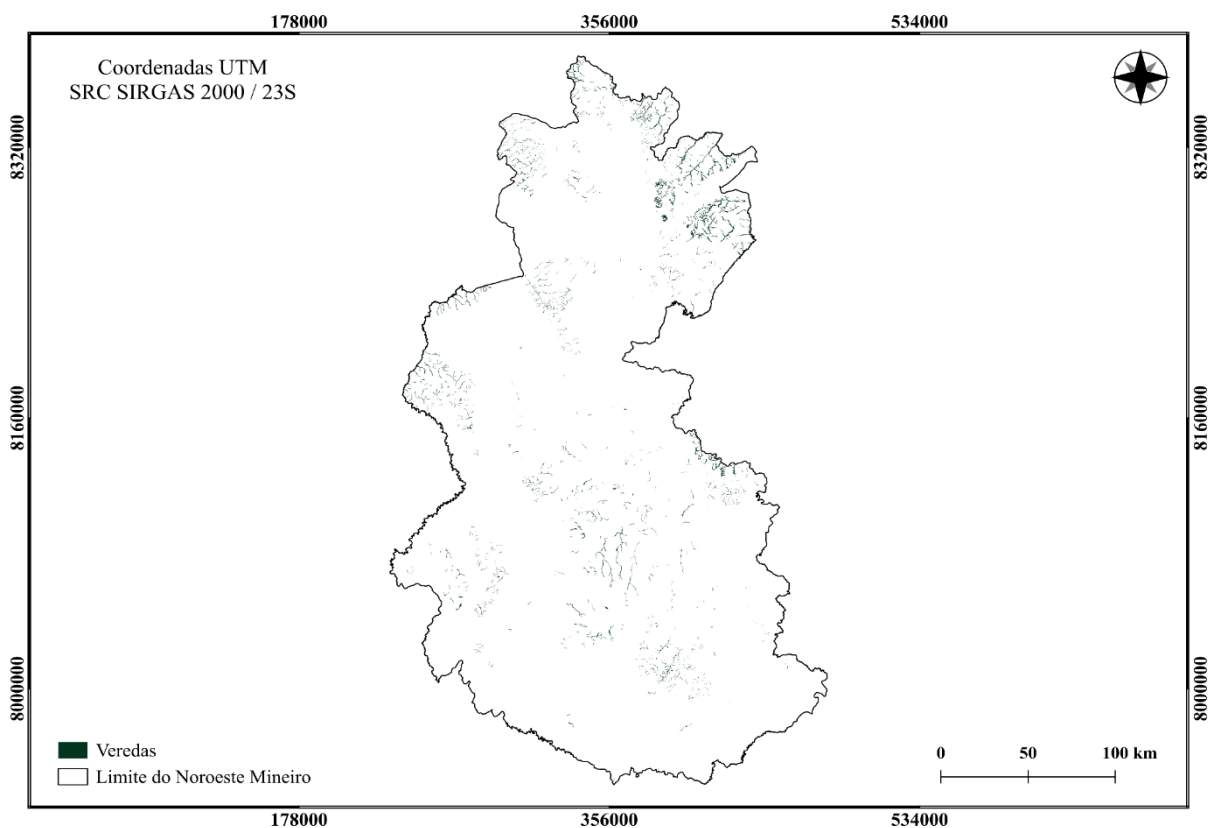 178000 356000 534000
Coordenadas UTM
SRC SIRGAS 2000 / 23S
8320000 8320000
8160000 8160000
8000000 8000000
Veredas
Limite do Noroeste Mineiro
0 50 100 km
178000 356000 534000